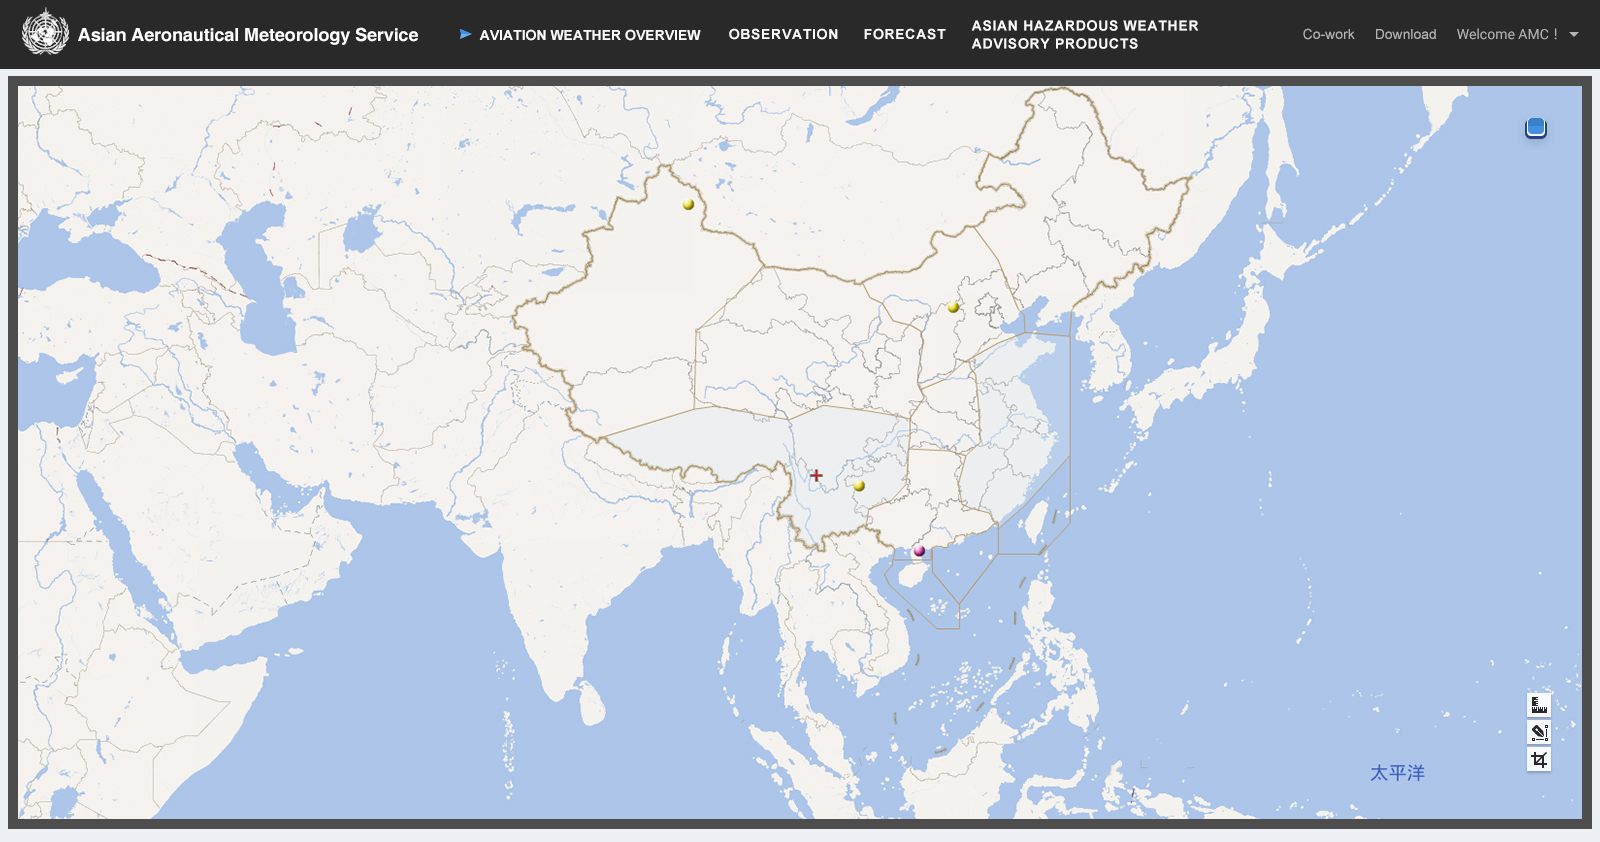 Asian Aeronautical Meteorology Service
AVIATION WEATHER OVERVIEW
OBSERVATION
FORECAST
ASIAN HAZARDOUS WEATHER
ADVISORY PRODUCTS
Co-work
Download
Welcome AMC !
太平洋